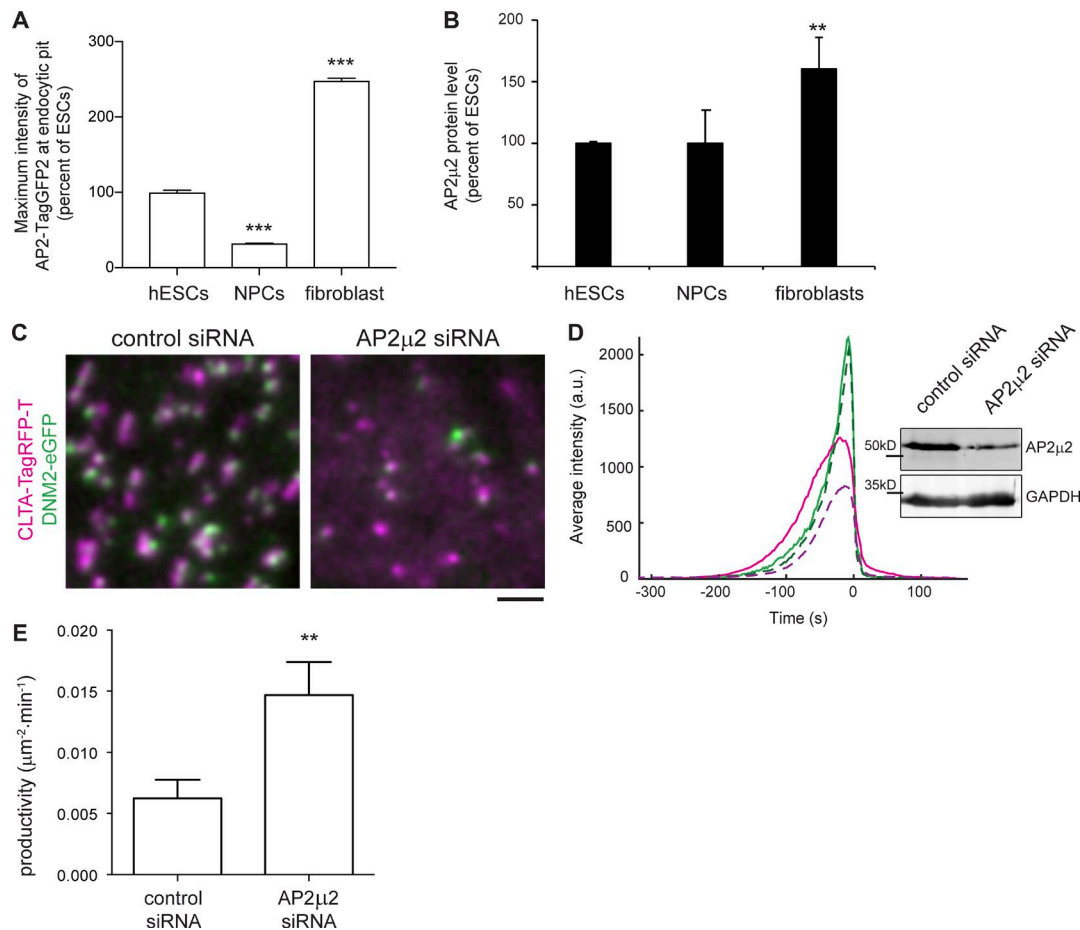 A
Maximum intensity of
AP2-TagGFP2 at endocytic pit
(percent of ESCs)
300
200
100
0
***
***
hESCs NPCs fibroblast
B
AP2μ2 protein level
(percent of ESCs)
200
150
100
50
**
hESCs NPCs fibroblasts
C
control siRNA AP2μ2 siRNA
CLTA-TagRFP-T
DNM2-eGFP
D
Average intensity (a.u.)
2000
1500
1000
500
0
-300 -200 -100 0 100
Time (s)
control siRNA
AP2μ2 siRNA
50kD
AP2μ2
35kD
GAPDH
E
productivity (μm⁻²·min⁻¹)
0.020
0.015
0.010
0.005
0.000
**
control
siRNA
AP2μ2
siRNA